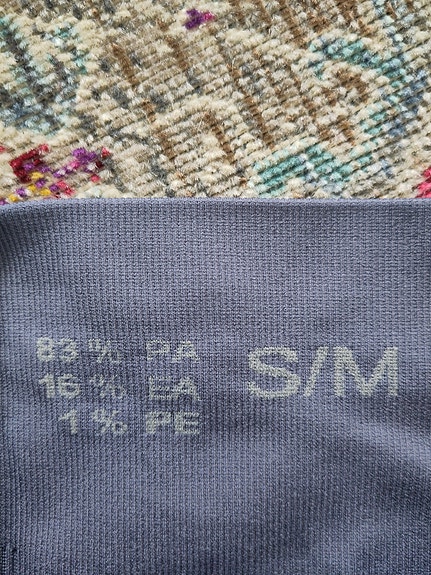 83 % PA
16 % EA
1 % PE
S/M